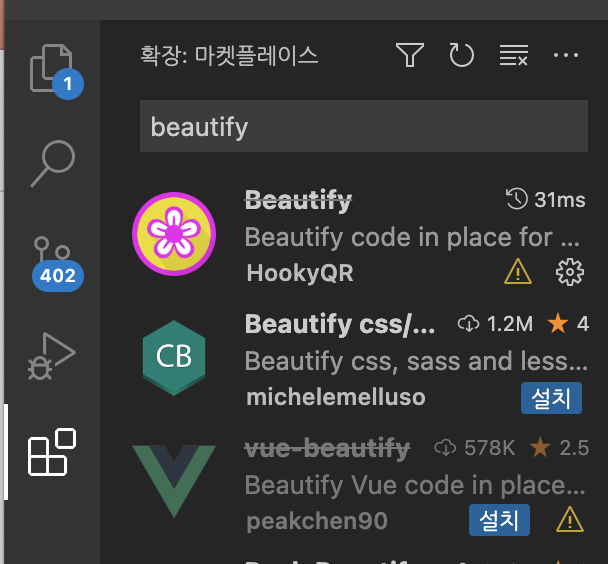 확장: 마켓플레이스
1
beautify
Beautify 31ms
Beautify code in place for ...
HookyQR
402
Beautify css/... 1.2M 4
CB
Beautify css, sass and less...
michelemelluso 설치
vue-beautify 578K 2.5
Beautify Vue code in place...
peakchen90 설치